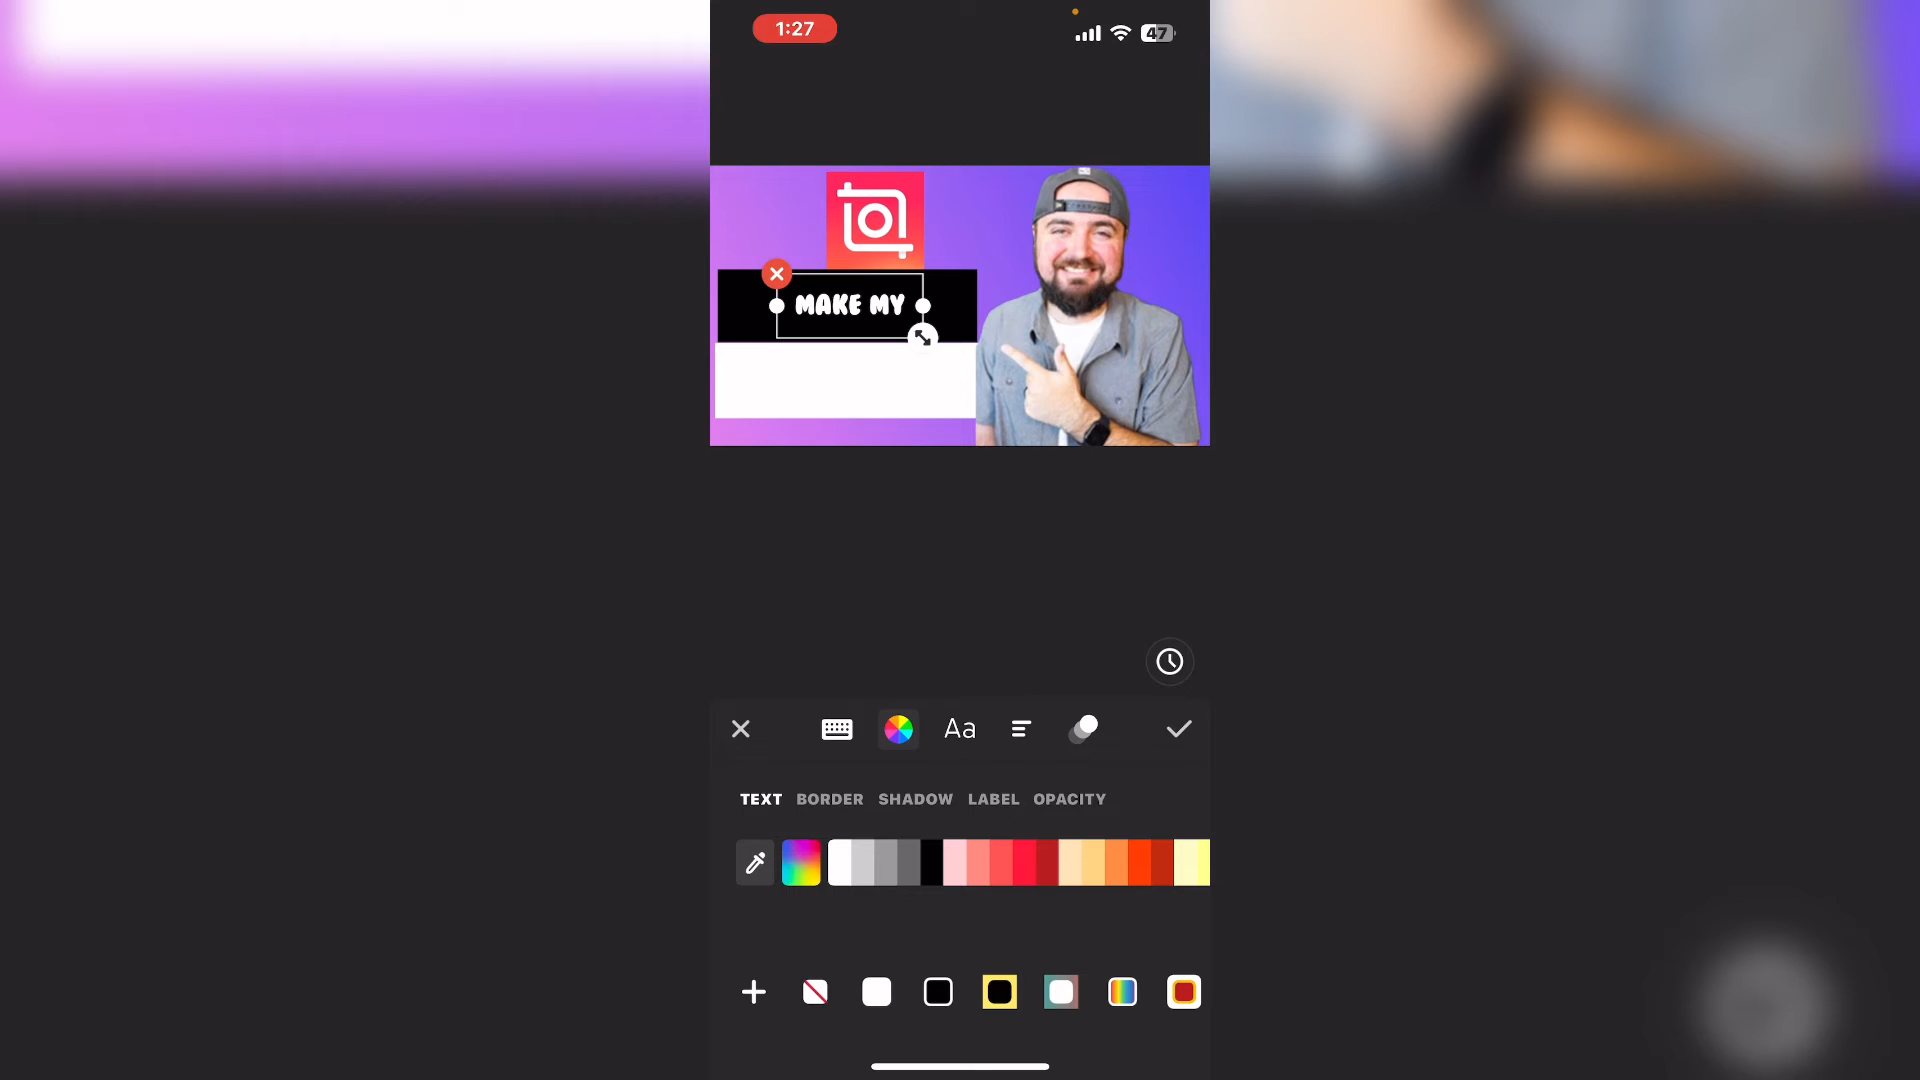 1:27
47
MAKE MY
Aa
TEXT BORDER SHADOW LABEL OPACITY